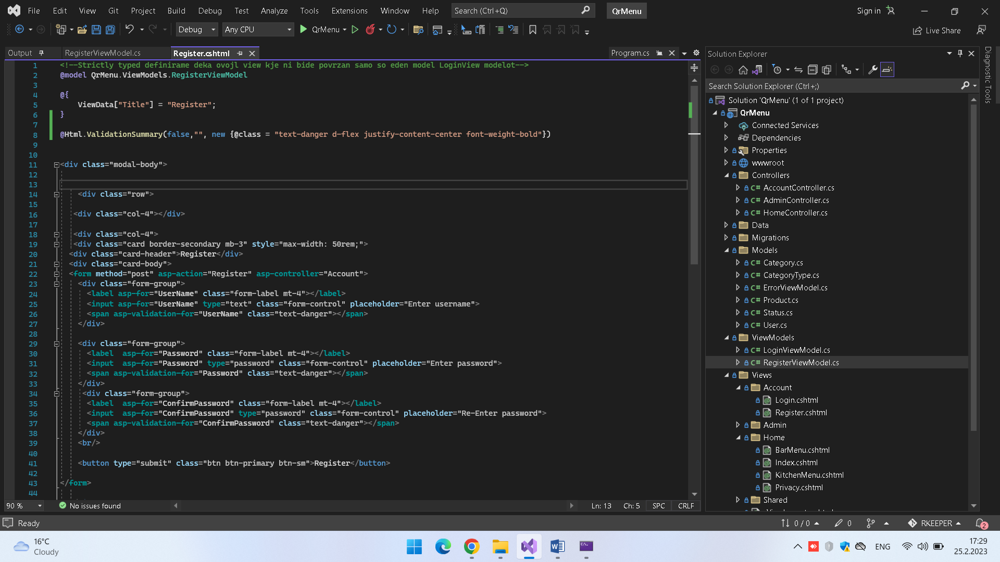 File Edit View Git Project Build Debug Test Analyze Tools Extensions Window Help Search (Ctrl+Q) QrMenu Sign in
Debug Any CPU QrMenu Live Share
Output RegisterViewModel.cs Register.cshtml Program.cs
1 <!--Strictly typed definirame deka ovojl view kje ni bide povrzan samo so eden model LoginView modelot-->
2 @model QrMenu.ViewModels.RegisterViewModel
3
4 @{
5 ViewData["Title"] = "Register";
6 }
7
8 @Html.ValidationSummary(false,"", new {@class = "text-danger d-flex justify-content-center font-weight-bold"})
9
10
11 <div class="modal-body">
12
13
14 <div class="row">
15
16 <div class="col-4"></div>
17
18 <div class="col-4">
19 <div class="card border-secondary mb-3" style="max-width: 50rem;">
20 <div class="card-header">Register</div>
21 <div class="card-body">
22 <form method="post" asp-action="Register" asp-controller="Account">
23 <div class="form-group">
24 <label asp-for="UserName" class="form-label mt-4"></label>
25 <input asp-for="UserName" type="text" class="form-control" placeholder="Enter username">
26 <span asp-validation-for="UserName" class="text-danger"></span>
27 </div>
28
29 <div class="form-group">
30 <label asp-for="Password" class="form-label mt-4"></label>
31 <input asp-for="Password" type="password" class="form-control" placeholder="Enter password">
32 <span asp-validation-for="Password" class="text-danger"></span>
33 </div>
34 <div class="form-group">
35 <label asp-for="ConfirmPassword" class="form-label mt-4"></label>
36 <input asp-for="ConfirmPassword" type="password" class="form-control" placeholder="Re-Enter password">
37 <span asp-validation-for="ConfirmPassword" class="text-danger"></span>
38 </div>
39 <br/>
40
41 <button type="submit" class="btn btn-primary btn-sm">Register</button>
42
43 </form>
44
90 % No issues found Ln: 13 Ch: 5 SPC CRLF
Solution Explorer
Search Solution Explorer (Ctrl+;)
Solution 'QrMenu' (1 of 1 project)
QrMenu
Connected Services
Dependencies
Properties
wwwroot
Controllers
C# AccountController.cs
C# AdminController.cs
C# HomeController.cs
Data
Migrations
Models
C# Category.cs
C# CategoryType.cs
C# ErrorViewModel.cs
C# Product.cs
C# Status.cs
C# User.cs
ViewModels
C# LoginViewModel.cs
C# RegisterViewModel.cs
Views
Account
Login.cshtml
Register.cshtml
Admin
Home
BarMenu.cshtml
Index.cshtml
KitchenMenu.cshtml
Privacy.cshtml
Shared
Diagnostic Tools
Ready 0 / 0 0 RKEEPER 2
16°C
Cloudy
ENG
17:29
25.2.2023